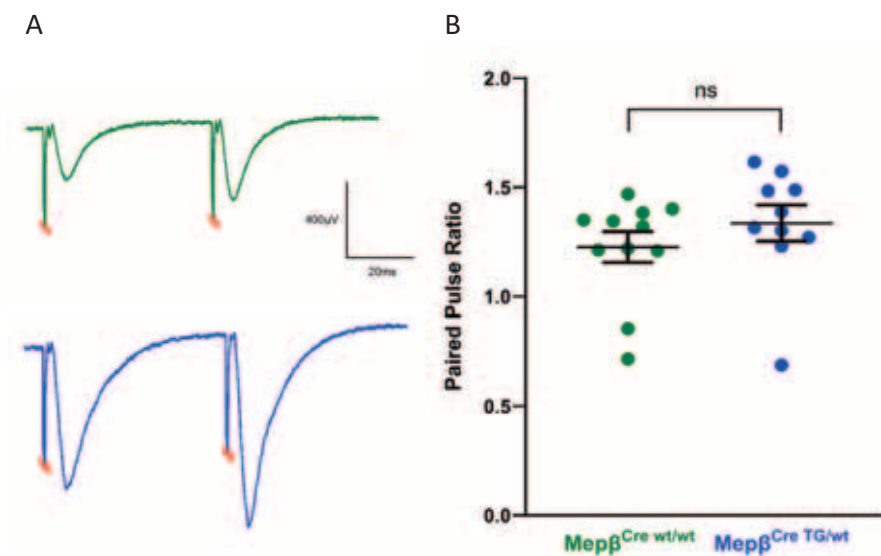 A
B
400µV
20ms
Paired Pulse Ratio
2.0
1.5
1.0
0.5
0.0
ns
Mepβ^Cre wt/wt
Mepβ^Cre TG/wt